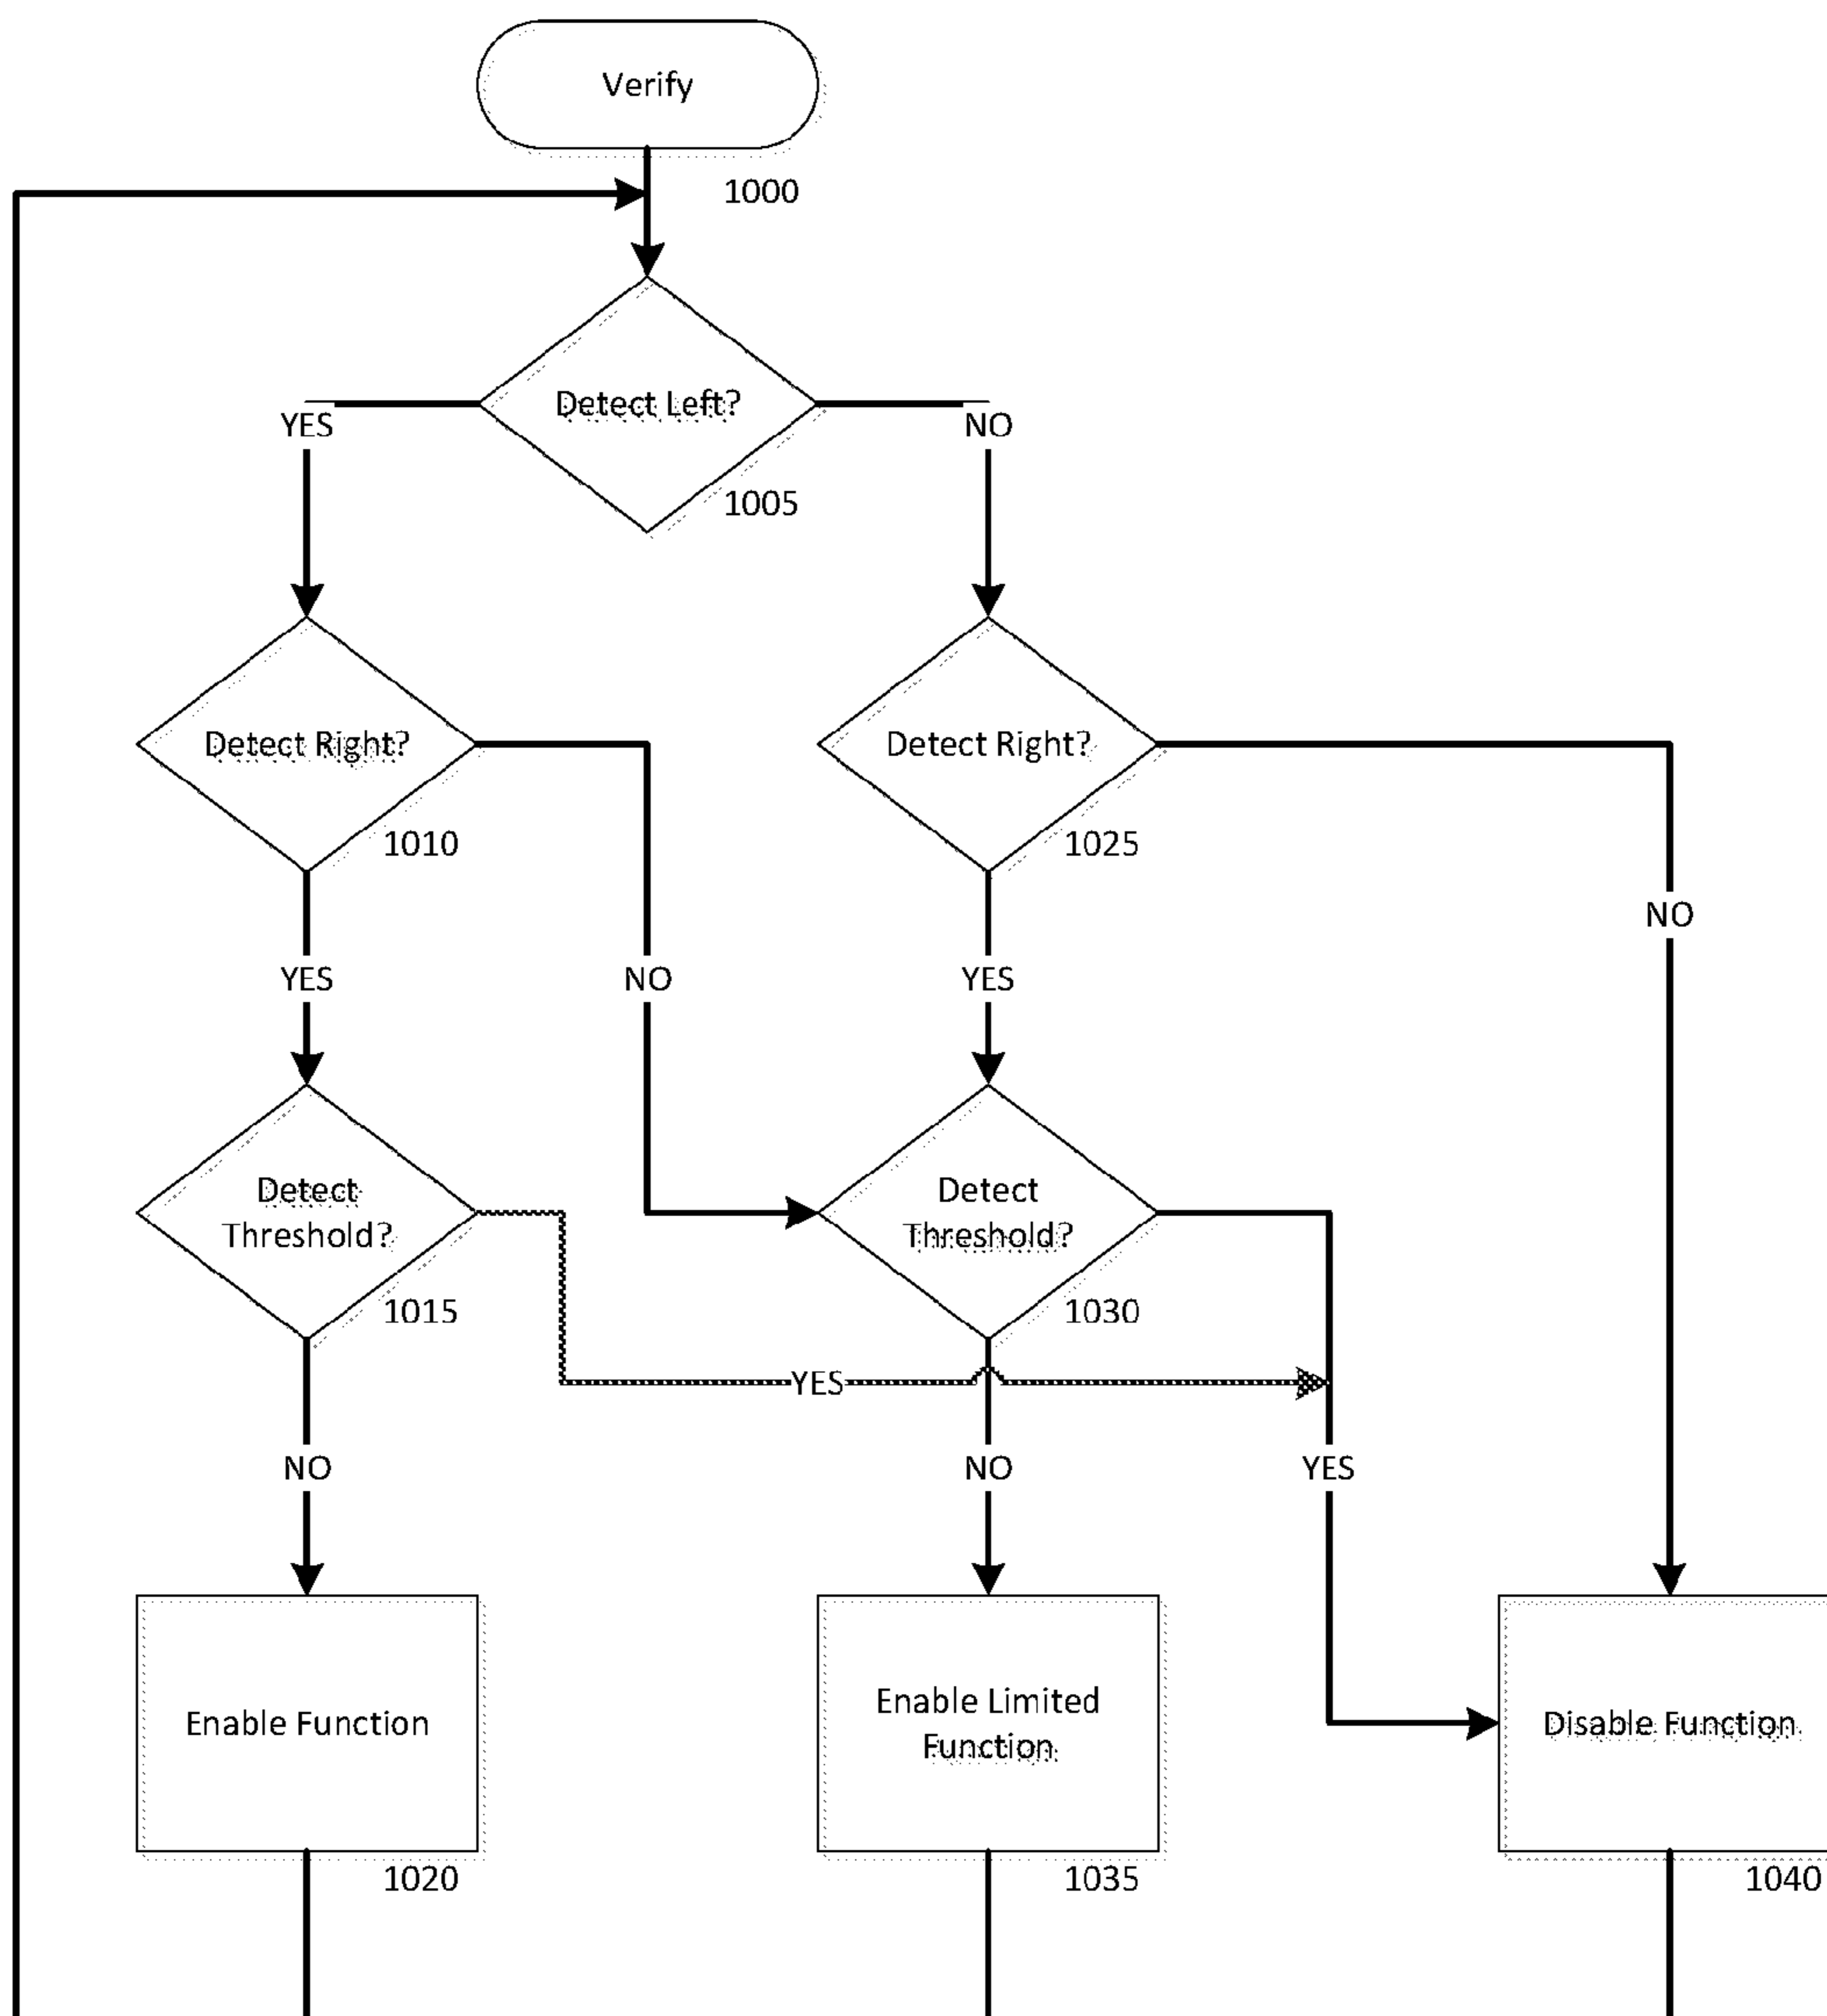 Verify
1000
Detect Left?
YES
NO
1005
Detect Right?
Detect Right?
1010
1025
NO
YES
NO
YES
Detect
Threshold?
Detect
Threshold?
1015
1030
YES
NO
NO
YES
Enable Function
Enable Limited
Function
Disable Function
1020
1035
1040